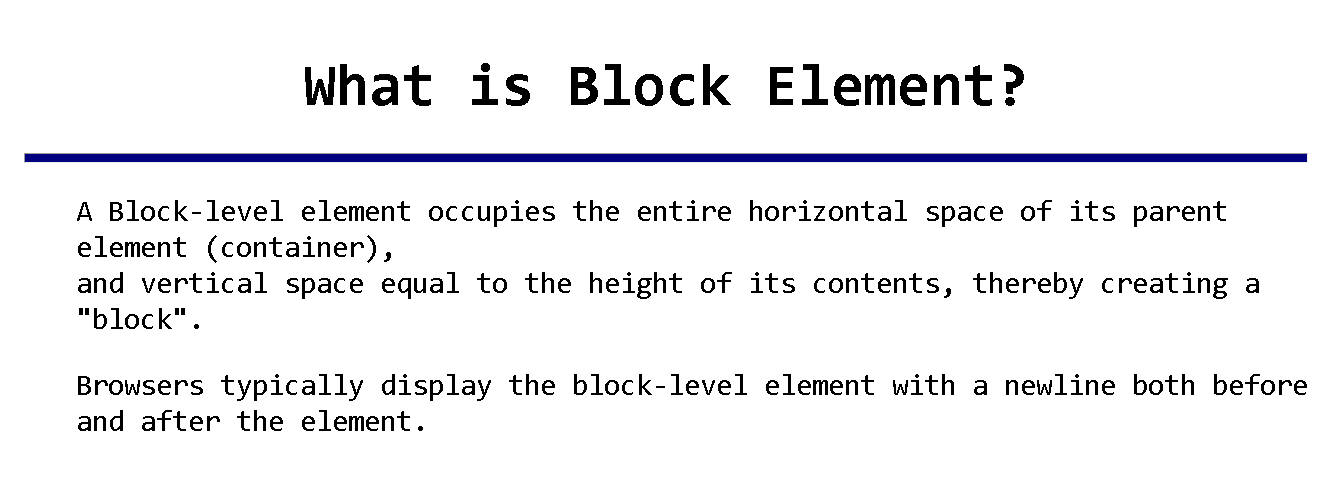 What is Block Element?
A Block-level element occupies the entire horizontal space of its parent
element (container),
and vertical space equal to the height of its contents, thereby creating a
"block".
Browsers typically display the block-level element with a newline both before
and after the element.